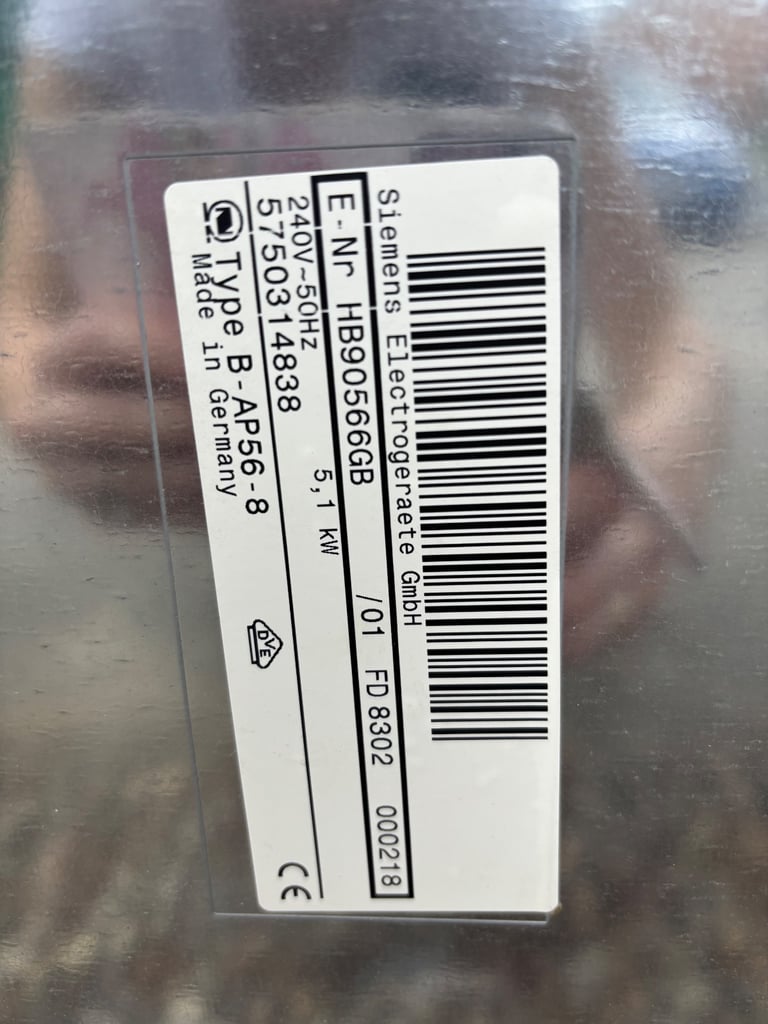 Siemens Electrogeraete GmbH
E-Nr HB90566GB /01 FD 8302 000218
240V~50Hz 5,1 kW
5750314838
Type B-AP56-8
Made in Germany
DVE
CE